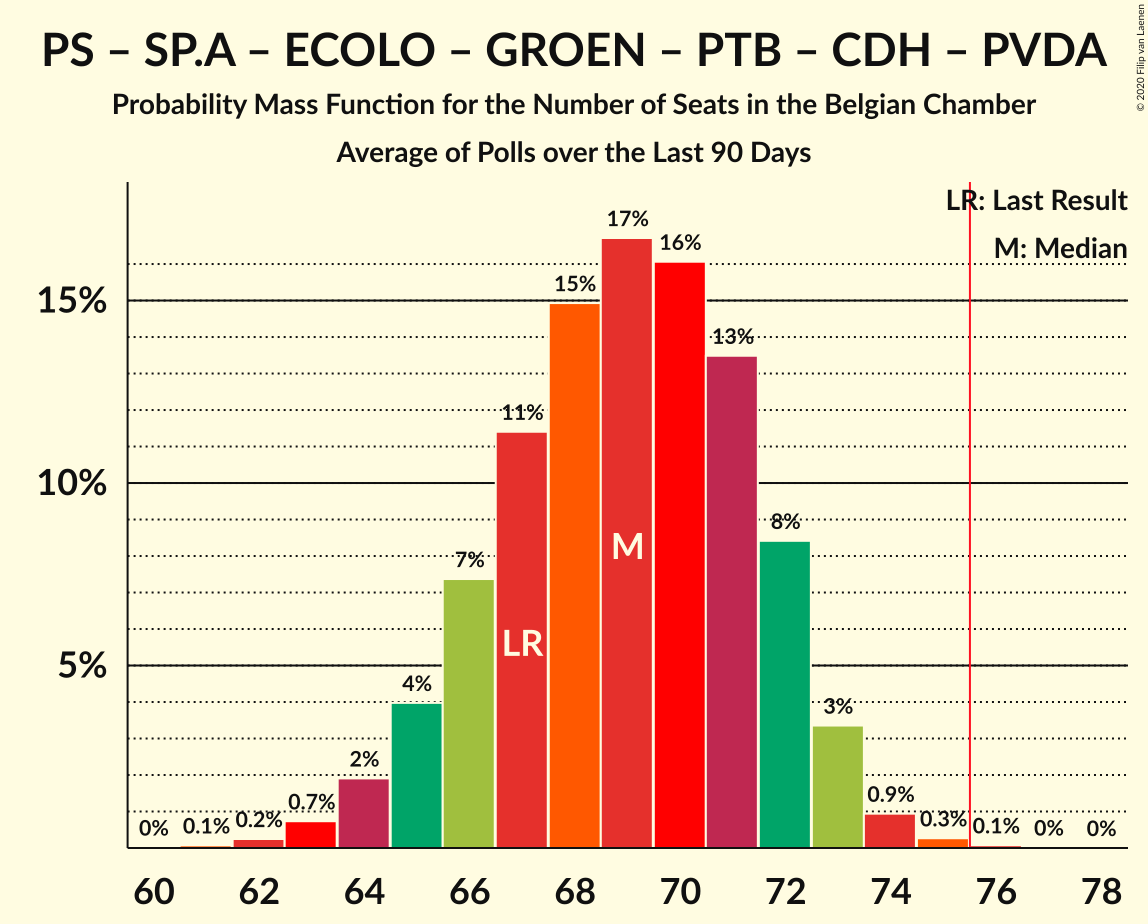 PS – SP.A – ECOLO – GROEN – PTB – CDH – PVDA
Probability Mass Function for the Number of Seats in the Belgian Chamber
Average of Polls over the Last 90 Days
© 2020 Filip van Laenen
LR: Last Result
M: Median
15%
10%
5%
0%
0.1%
0.2%
0.7%
2%
4%
7%
11%
15%
17%
16%
13%
8%
3%
0.9%
0.3%
0.1%
0%
0%
LR
M
60 62 64 66 68 70 72 74 76 78